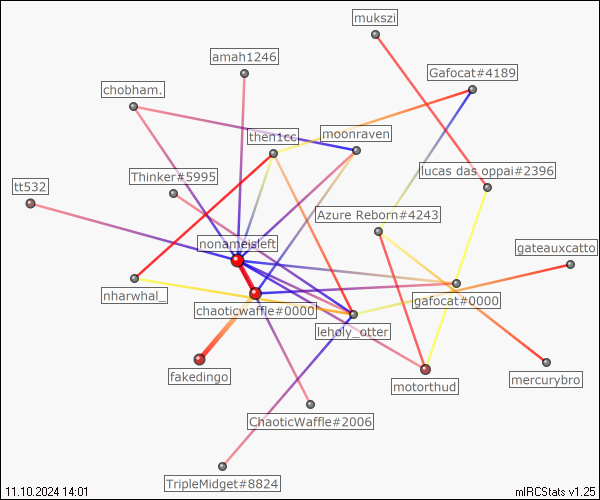 mukszi
amah1246
Gafocat#4189
chobham.
then1cc
moonraven
lucas das oppai#2396
Thinker#5995
tt532
Azure Reborn#4243
nonameisleft
gateauxcatto
nharwhal_
chaoticwaffle#0000
gafocat#0000
leholy_otter
fakedingo
motorthud
mercurybro
ChaoticWaffle#2006
TripleMidget#8824
11.10.2024 14:01
mIRCStats v1.25